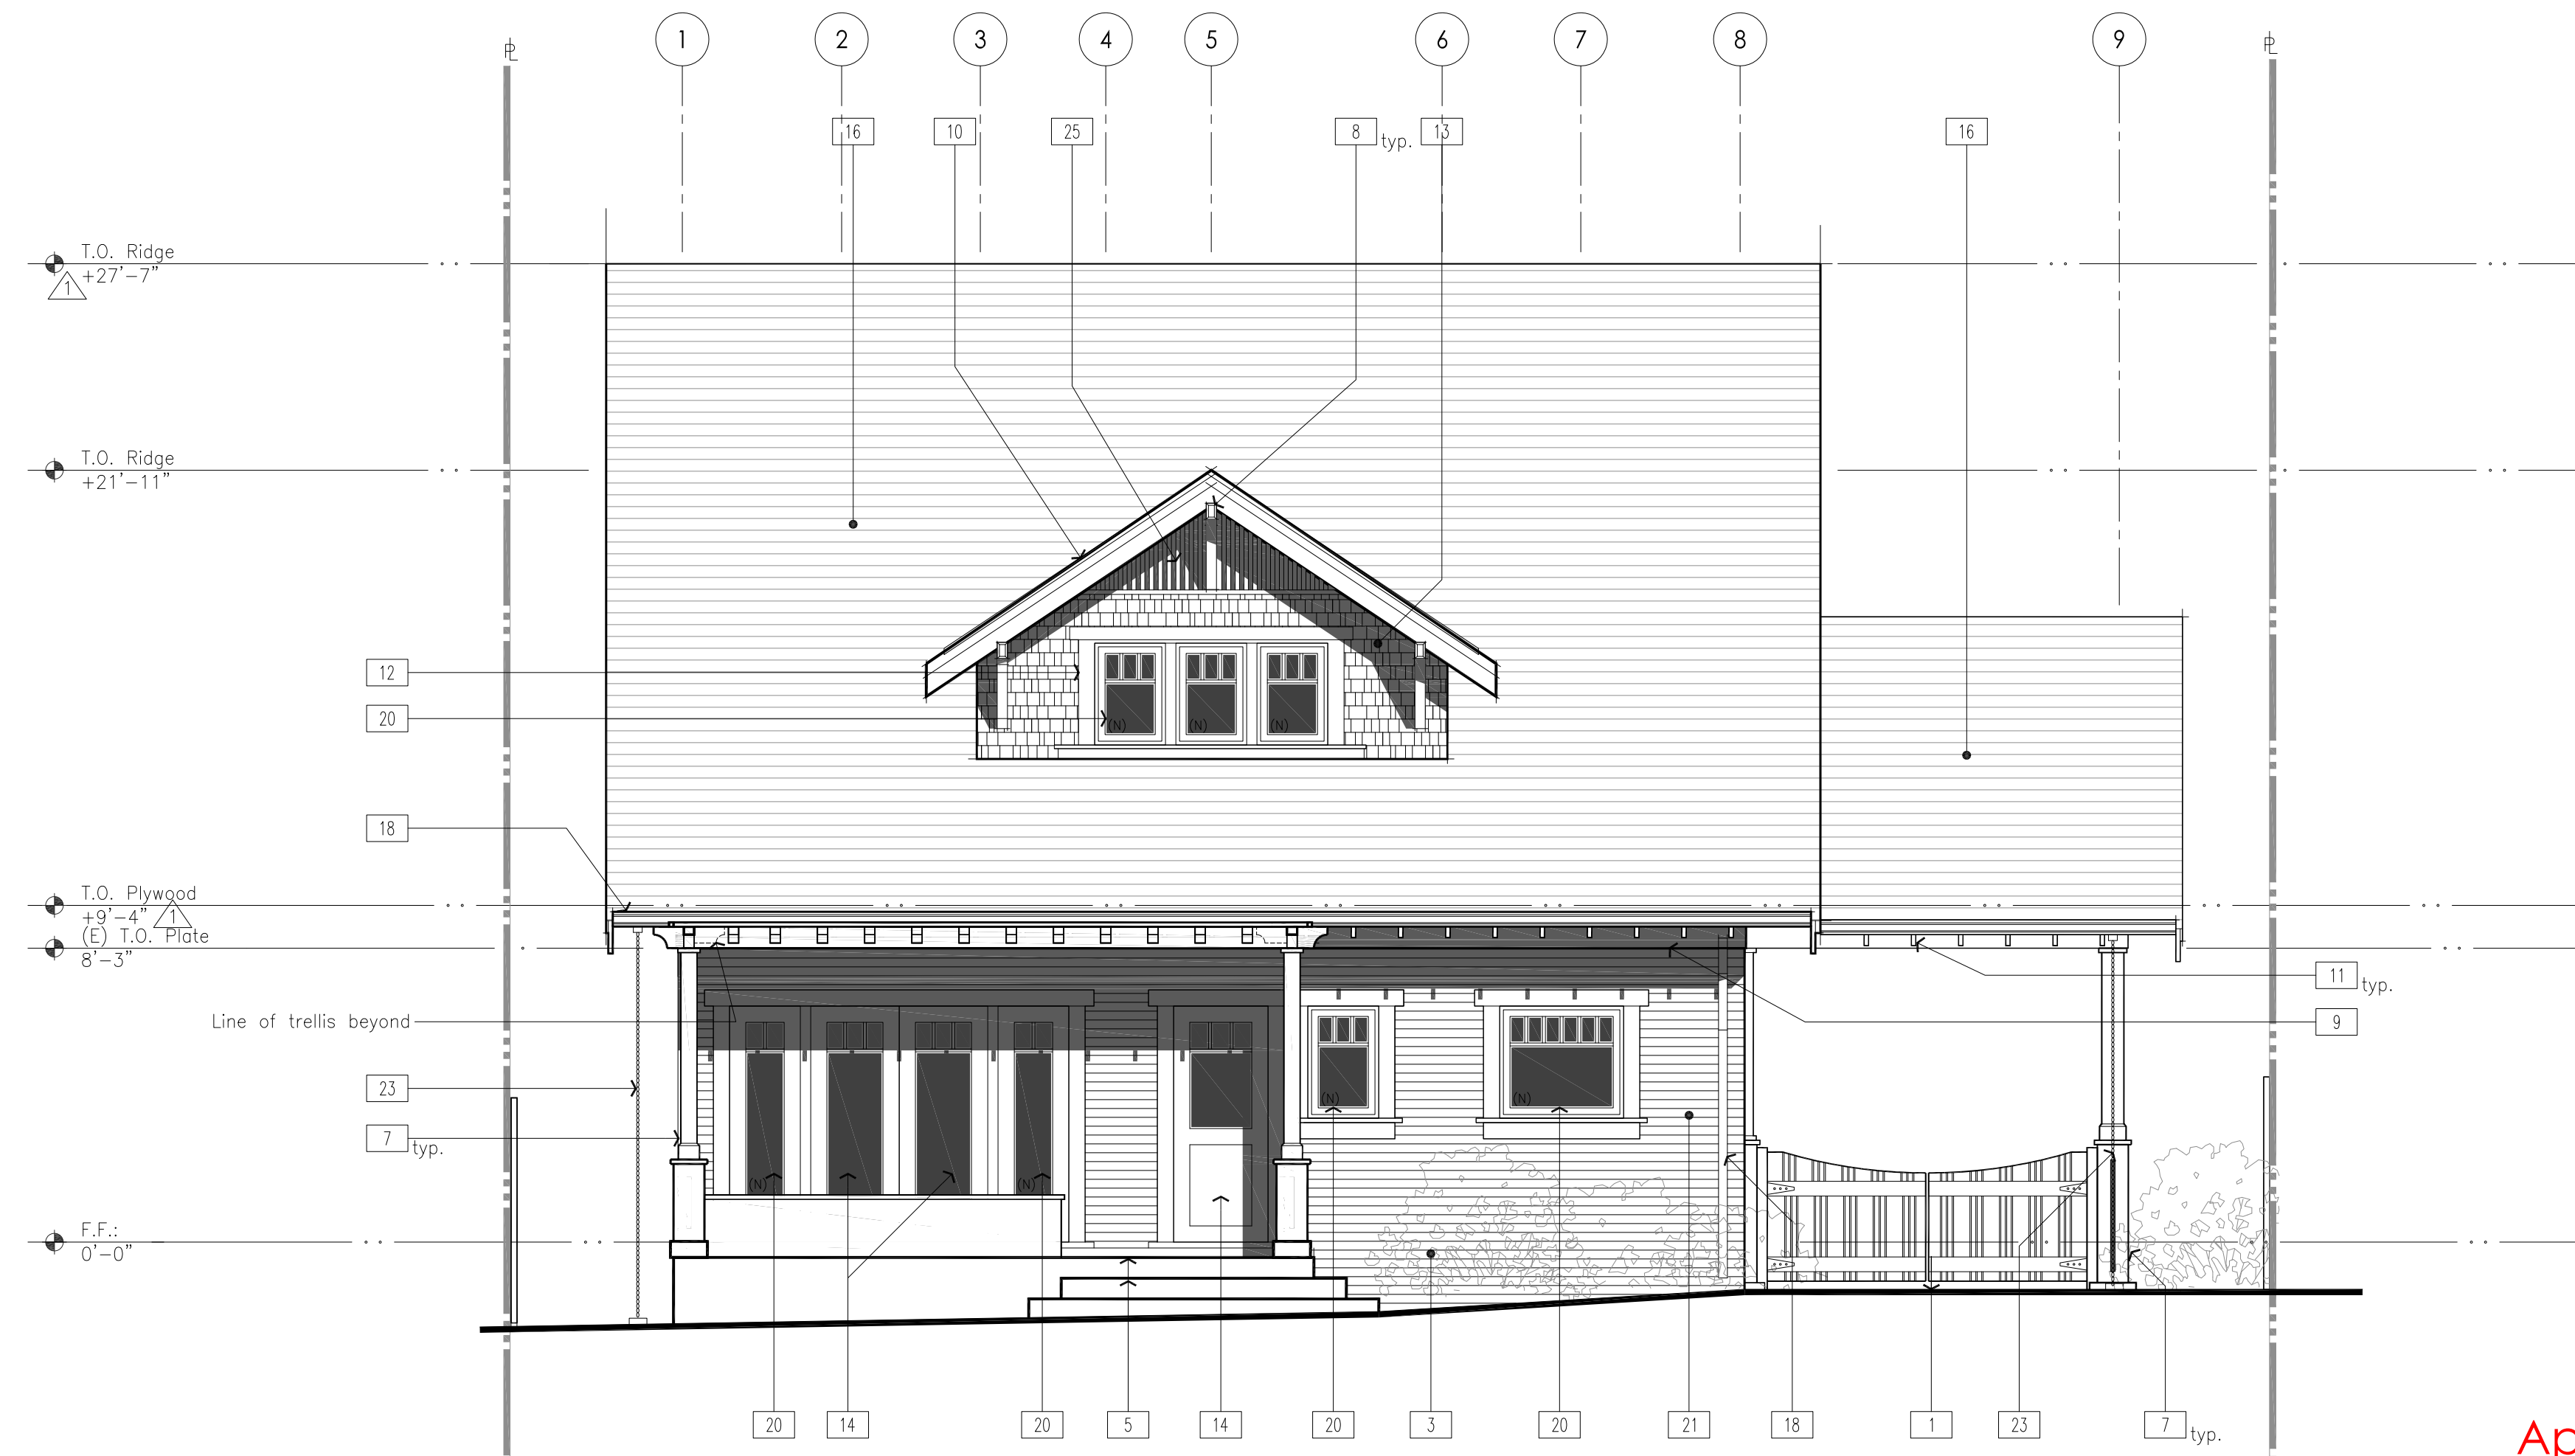 1 2 3 4 5 6 7 8 9
PL PL
16 10 25 8 typ. 13 16
T.O. Ridge
+27'-7"
1
T.O. Ridge
+21'-11"
12
20
(N) (N) (N)
18
T.O. Plywood
+9'-4" 1
(E) T.O. Plate
8'-3"
11 typ.
Line of trellis beyond
9
23
7 typ.
(N) (N) (N) (N)
F.F.:
0'-0"
20 14 20 5 14 20 3 20 21 18 1 23 7 typ.